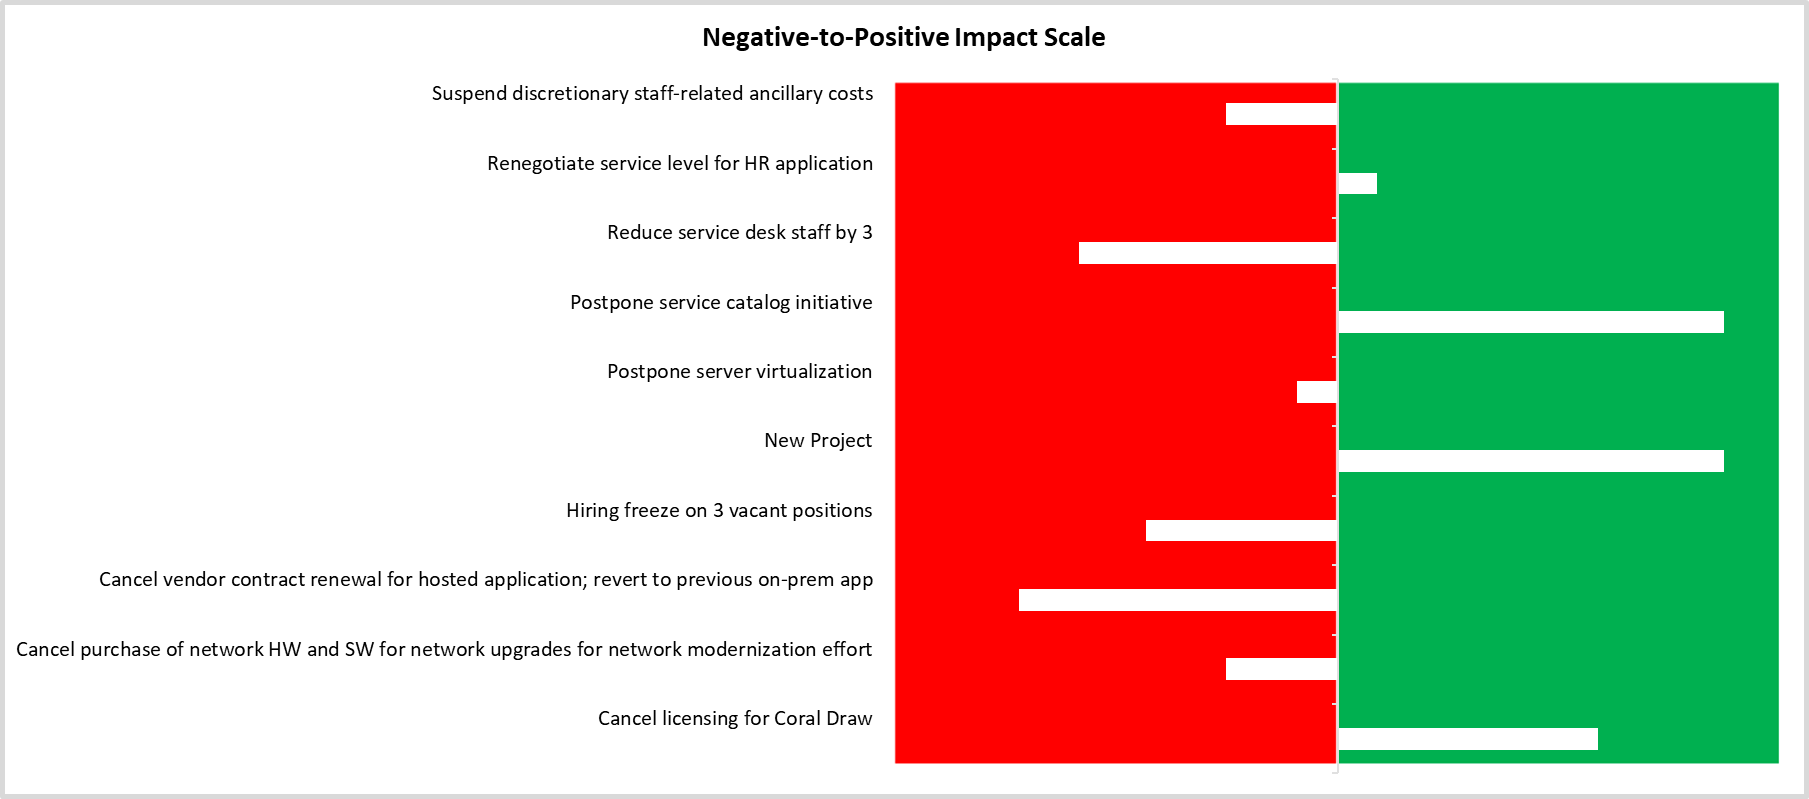 Negative-to-Positive Impact Scale
Suspend discretionary staff-related ancillary costs
Renegotiate service level for HR application
Reduce service desk staff by 3
Postpone service catalog initiative
Postpone server virtualization
New Project
Hiring freeze on 3 vacant positions
Cancel vendor contract renewal for hosted application; revert to previous on-prem app
Cancel purchase of network HW and SW for network upgrades for network modernization effort
Cancel licensing for Coral Draw